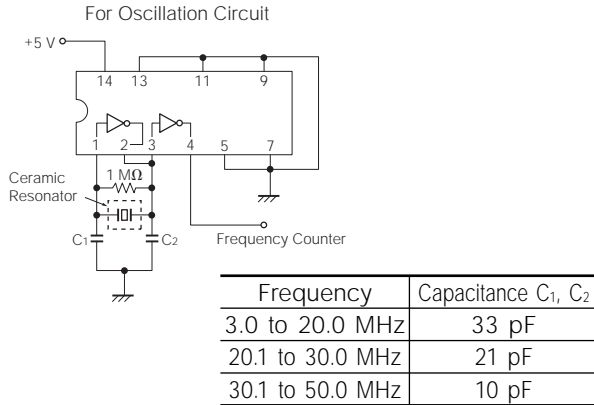 For Oscillation Circuit
+5 V
14 13 11 9
1 2 3 4 5 7
1 MΩ
Ceramic
Resonator
C1 C2
Frequency Counter
Frequency Capacitance C1, C2
3.0 to 20.0 MHz 33 pF
20.1 to 30.0 MHz 21 pF
30.1 to 50.0 MHz 10 pF